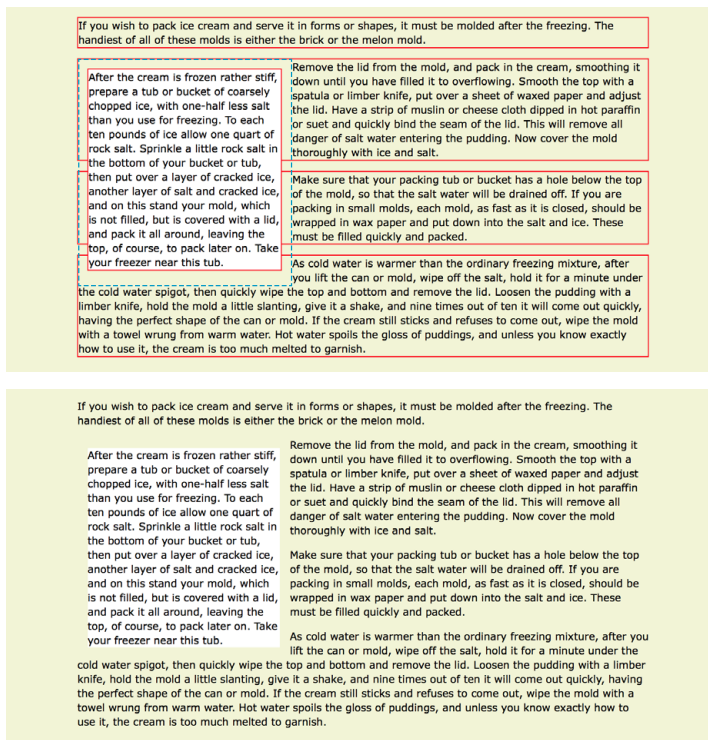 If you wish to pack ice cream and serve it in forms or shapes, it must be molded after the freezing. The
handiest of all of these molds is either the brick or the melon mold.
After the cream is frozen rather stiff,
prepare a tub or bucket of coarsely
chopped ice, with one-half less salt
than you use for freezing. To each
ten pounds of ice allow one quart of
rock salt. Sprinkle a little rock salt in
the bottom of your bucket or tub,
then put over a layer of cracked ice,
another layer of salt and cracked ice,
and on this stand your mold, which
is not filled, but is covered with a lid,
and pack it all around, leaving the
top, of course, to pack later on. Take
your freezer near this tub.
Remove the lid from the mold, and pack in the cream, smoothing it
down until you have filled it to overflowing. Smooth the top with a
spatula or limber knife, put over a sheet of waxed paper and adjust
the lid. Have a strip of muslin or cheese cloth dipped in hot paraffin
or suet and quickly bind the seam of the lid. This will remove all
danger of salt water entering the pudding. Now cover the mold
thoroughly with ice and salt.
Make sure that your packing tub or bucket has a hole below the top
of the mold, so that the salt water will be drained off. If you are
packing in small molds, each mold, as fast as it is closed, should be
wrapped in wax paper and put down into the salt and ice. These
must be filled quickly and packed.
As cold water is warmer than the ordinary freezing mixture, after
you lift the can or mold, wipe off the salt, hold it for a minute under
the cold water spigot, then quickly wipe the top and bottom and remove the lid. Loosen the pudding with a
limber knife, hold the mold a little slanting, give it a shake, and nine times out of ten it will come out quickly,
having the perfect shape of the can or mold. If the cream still sticks and refuses to come out, wipe the mold
with a towel wrung from warm water. Hot water spoils the gloss of puddings, and unless you know exactly
how to use it, the cream is too much melted to garnish.
If you wish to pack ice cream and serve it in forms or shapes, it must be molded after the freezing. The
handiest of all of these molds is either the brick or the melon mold.
After the cream is frozen rather stiff,
prepare a tub or bucket of coarsely
chopped ice, with one-half less salt
than you use for freezing. To each
ten pounds of ice allow one quart of
rock salt. Sprinkle a little rock salt in
the bottom of your bucket or tub,
then put over a layer of cracked ice,
another layer of salt and cracked ice,
and on this stand your mold, which
is not filled, but is covered with a lid,
and pack it all around, leaving the
top, of course, to pack later on. Take
your freezer near this tub.
Remove the lid from the mold, and pack in the cream, smoothing it
down until you have filled it to overflowing. Smooth the top with a
spatula or limber knife, put over a sheet of waxed paper and adjust
the lid. Have a strip of muslin or cheese cloth dipped in hot paraffin
or suet and quickly bind the seam of the lid. This will remove all
danger of salt water entering the pudding. Now cover the mold
thoroughly with ice and salt.
Make sure that your packing tub or bucket has a hole below the top
of the mold, so that the salt water will be drained off. If you are
packing in small molds, each mold, as fast as it is closed, should be
wrapped in wax paper and put down into the salt and ice. These
must be filled quickly and packed.
As cold water is warmer than the ordinary freezing mixture, after you
lift the can or mold, wipe off the salt, hold it for a minute under the
cold water spigot, then quickly wipe the top and bottom and remove the lid. Loosen the pudding with a limber
knife, hold the mold a little slanting, give it a shake, and nine times out of ten it will come out quickly, having
the perfect shape of the can or mold. If the cream still sticks and refuses to come out, wipe the mold with a
towel wrung from warm water. Hot water spoils the gloss of puddings, and unless you know exactly how to
use it, the cream is too much melted to garnish.